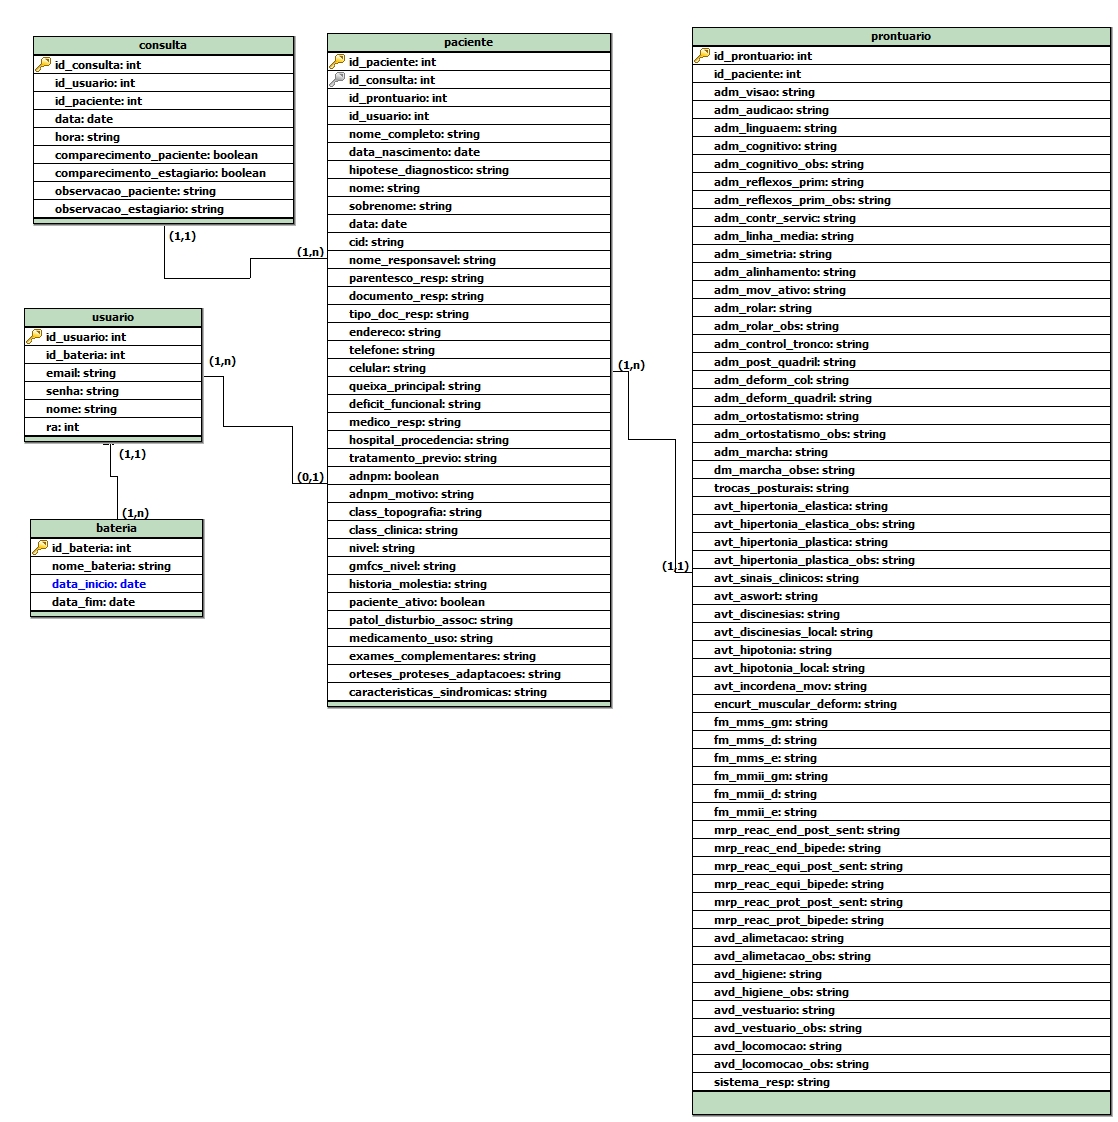 consulta
id_consulta: int
id_usuario: int
id_paciente: int
data: date
hora: string
comparecimento_paciente: boolean
comparecimento_estagiario: boolean
observacao_paciente: string
observacao_estagiario: string
(1,1)
(1,n)
usuario
id_usuario: int
id_bateria: int
email: string
senha: string
nome: string
ra: int
(1,n)
(0,1)
(1,1)
(1,n)
bateria
id_bateria: int
nome_bateria: string
data_inicio: date
data_fim: date
paciente
id_paciente: int
id_consulta: int
id_prontuario: int
id_usuario: int
nome_completo: string
data_nascimento: date
hipotese_diagnostico: string
nome: string
sobrenome: string
data: date
cid: string
nome_responsavel: string
parentesco_resp: string
documento_resp: string
tipo_doc_resp: string
endereco: string
telefone: string
celular: string
queixa_principal: string
deficit_funcional: string
medico_resp: string
hospital_procedencia: string
tratamento_previo: string
adnpm: boolean
adnpm_motivo: string
class_topografia: string
class_clinica: string
nivel: string
gmfcs_nivel: string
historia_molestia: string
paciente_ativo: boolean
patol_disturbio_assoc: string
medicamento_uso: string
exames_complementares: string
orteses_proteses_adaptacoes: string
caracteristicas_sindromicas: string
(1,n)
(1,1)
prontuario
id_prontuario: int
id_paciente: int
adm_visao: string
adm_audicao: string
adm_linguaem: string
adm_cognitivo: string
adm_cognitivo_obs: string
adm_reflexos_prim: string
adm_reflexos_prim_obs: string
adm_contr_servic: string
adm_linha_media: string
adm_simetria: string
adm_alinhamento: string
adm_mov_ativo: string
adm_rolar: string
adm_rolar_obs: string
adm_control_tronco: string
adm_post_quadril: string
adm_deform_col: string
adm_deform_quadril: string
adm_ortostatismo: string
adm_ortostatismo_obs: string
adm_marcha: string
dm_marcha_obse: string
trocas_posturais: string
avt_hipertonia_elastica: string
avt_hipertonia_elastica_obs: string
avt_hipertonia_plastica: string
avt_hipertonia_plastica_obs: string
avt_sinais_clinicos: string
avt_aswort: string
avt_discinesias: string
avt_discinesias_local: string
avt_hipotonia: string
avt_hipotonia_local: string
avt_incordena_mov: string
encurt_muscular_deform: string
fm_mms_gm: string
fm_mms_d: string
fm_mms_e: string
fm_mmii_gm: string
fm_mmii_d: string
fm_mmii_e: string
mrp_reac_end_post_sent: string
mrp_reac_end_bipede: string
mrp_reac_equi_post_sent: string
mrp_reac_equi_bipede: string
mrp_reac_prot_post_sent: string
mrp_reac_prot_bipede: string
avd_alimetacao: string
avd_alimetacao_obs: string
avd_higiene: string
avd_higiene_obs: string
avd_vestuario: string
avd_vestuario_obs: string
avd_locomocao: string
avd_locomocao_obs: string
sistema_resp: string